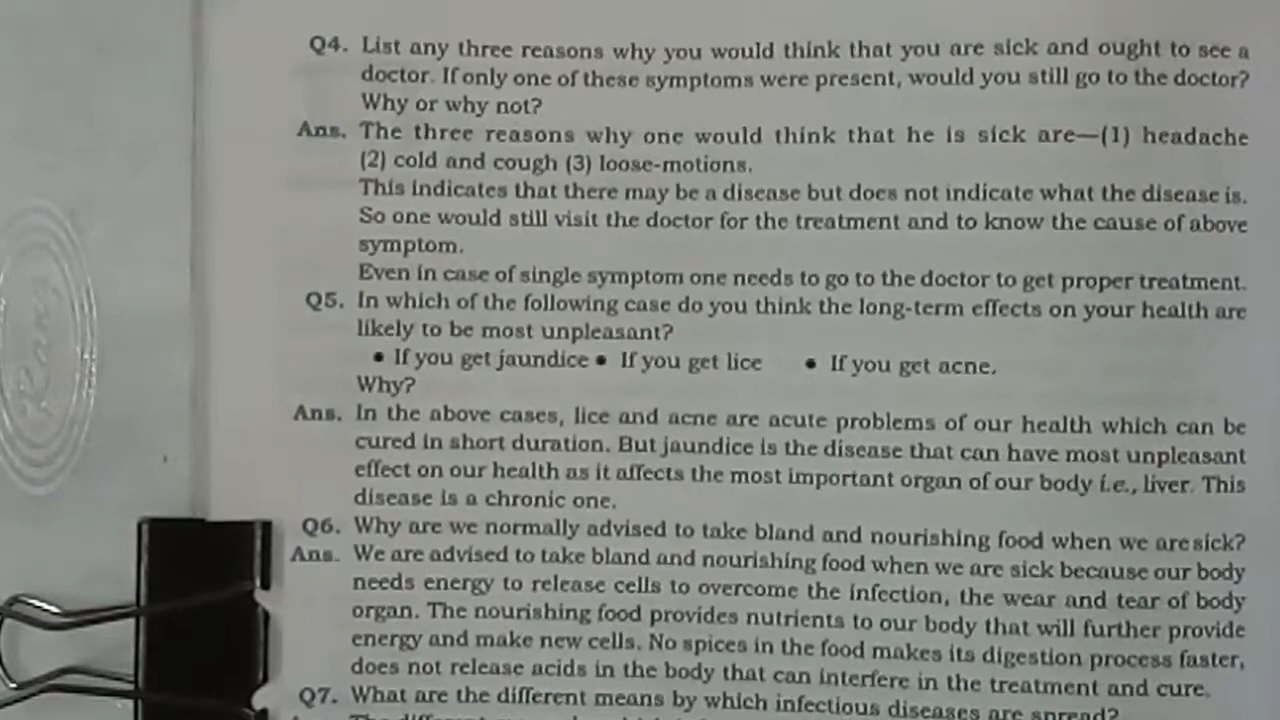 Q4. List any three reasons why you would think that you are sick and ought to see a
doctor. If only one of these symptoms were present, would you still go to the doctor?
Why or why not?
Ans. The three reasons why one would think that he is sick are—(1) headache
(2) cold and cough (3) loose-motions.
This indicates that there may be a disease but does not indicate what the disease is.
So one would still visit the doctor for the treatment and to know the cause of above
symptom.
Even in case of single symptom one needs to go to the doctor to get proper treatment.
Q5. In which of the following case do you think the long-term effects on your health are
likely to be most unpleasant?
• If you get jaundice • If you get lice • If you get acne.
Why?
Ans. In the above cases, lice and acne are acute problems of our health which can be
cured in short duration. But jaundice is the disease that can have most unpleasant
effect on our health as it affects the most important organ of our body i.e., liver. This
disease is a chronic one.
Q6. Why are we normally advised to take bland and nourishing food when we are sick?
Ans. We are advised to take bland and nourishing food when we are sick because our body
needs energy to release cells to overcome the infection, the wear and tear of body
organ. The nourishing food provides nutrients to our body that will further provide
energy and make new cells. No spices in the food makes its digestion process faster,
does not release acids in the body that can interfere in the treatment and cure.
Q7. What are the different means by which infectious diseases are spread?